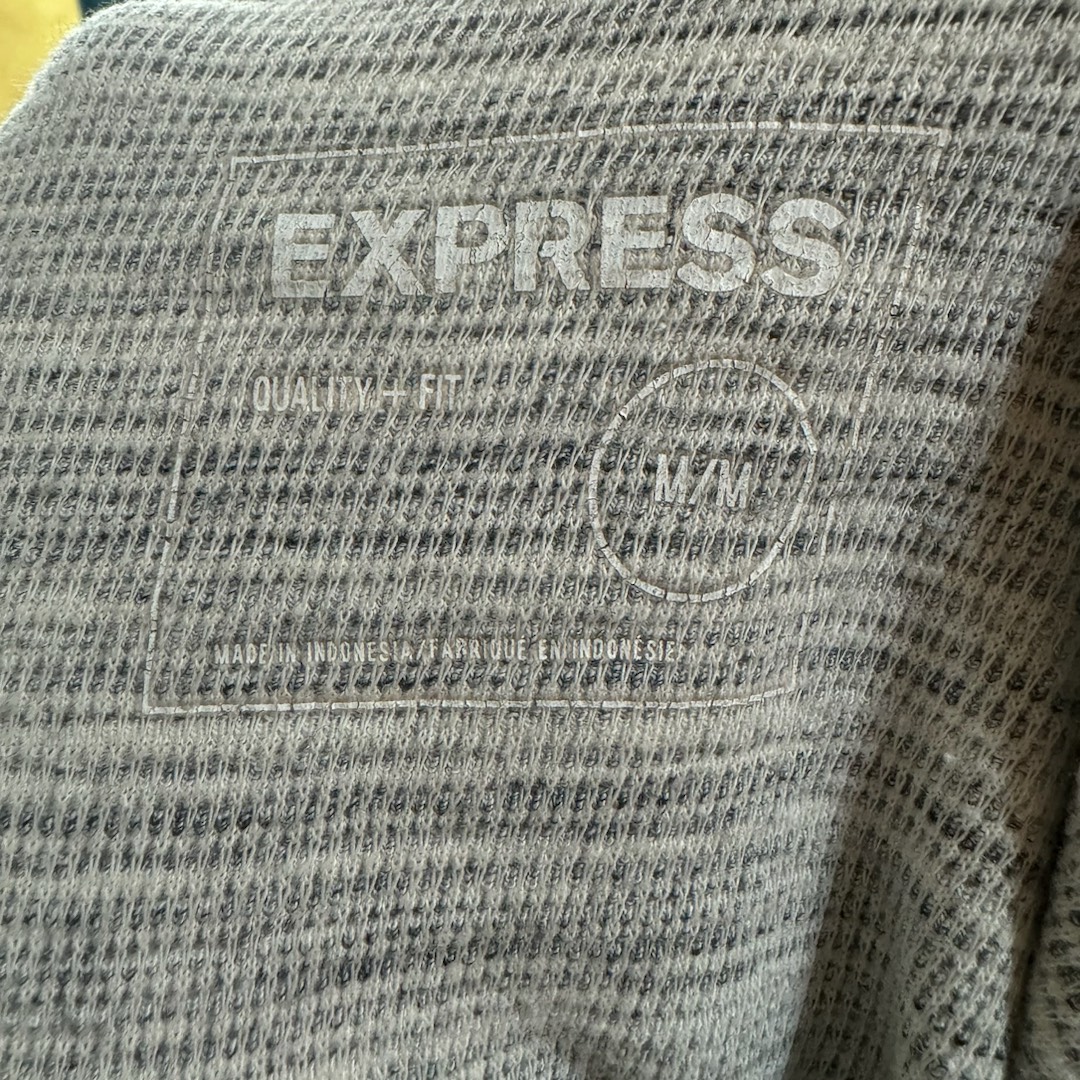 EXPRESS
QUALITY + FIT
M/M
MADE IN INDONESIA/FABRIQUÉ EN INDONÉSIE